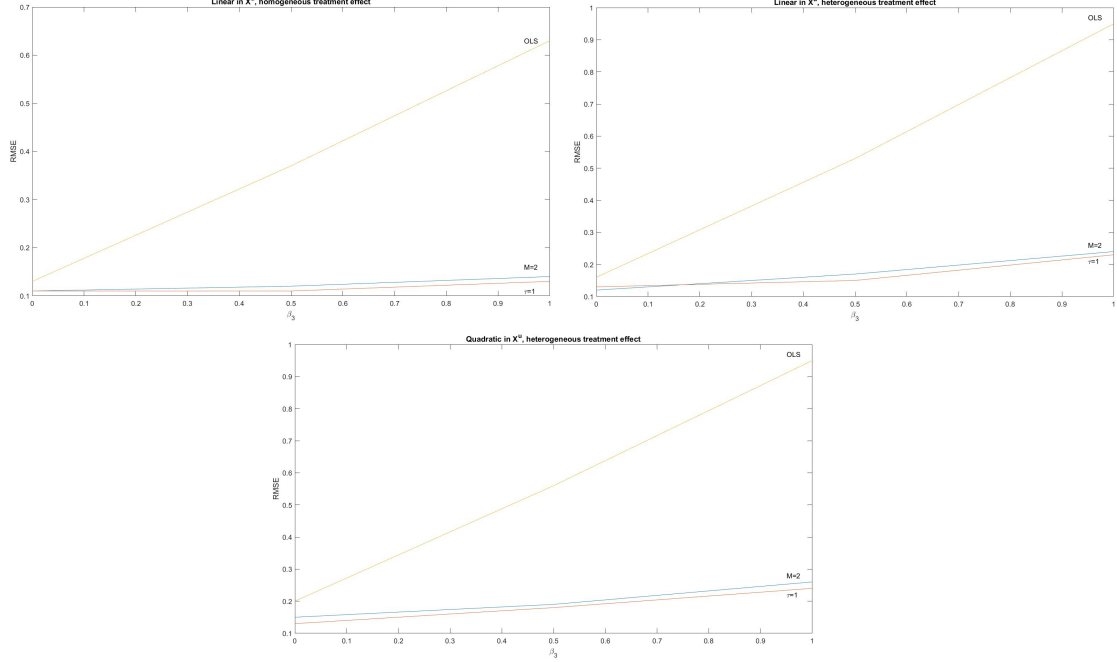 Linear in X, homogeneous treatment effect
0.7
0.6
0.5
0.4
0.3
0.2
0.1
RMSE
OLS
M=2
τ=1
0 0.1 0.2 0.3 0.4 0.5 0.6 0.7 0.8 0.9 1
β3
Linear in X, heterogeneous treatment effect
1
0.9
0.8
0.7
0.6
0.5
0.4
0.3
0.2
0.1
RMSE
OLS
M=2
τ=1
0 0.1 0.2 0.3 0.4 0.5 0.6 0.7 0.8 0.9 1
β3
Quadratic in X^u, heterogeneous treatment effect
1
0.9
0.8
0.7
0.6
0.5
0.4
0.3
0.2
0.1
RMSE
OLS
M=2
τ=1
0 0.1 0.2 0.3 0.4 0.5 0.6 0.7 0.8 0.9 1
β3